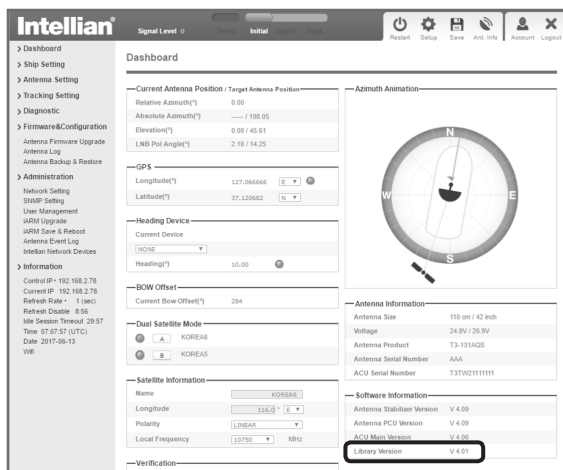 Intellian®
Signal Level 0
Setup Initial Search Track
Restart Setup Save Ant. Info Account Logout
Dashboard
Ship Setting
Antenna Setting
Tracking Setting
Diagnostic
Firmware&Configuration
Antenna Firmware Upgrade
Antenna Log
Antenna Backup & Restore
Administration
Network Setting
SNMP Setting
User Management
iARM Upgrade
iARM Save & Reboot
Antenna Event Log
Intellian Network Devices
Information
Control IP · 192.168.2.78
Current IP 192.168.2.78
Refresh Rate · 1 (sec)
Refresh Disable 8:56
Idle Session Timeout 29:57
Time 07:07:57 (UTC)
Date 2017-06-13
Wifi
Dashboard
Current Antenna Position / Target Antenna Position
Relative Azimuth(°) 0.00
Absolute Azimuth(°) ----- / 198.05
Elevation(°) 0.00 / 45.61
LNB Pol Angle(°) 2.10 / 14.25
GPS
Longitude(°) 127.066666 E
Latitude(°) 37.120682 N
Heading Device
Current Device
NONE
Heading(°) 10.00
BOW Offset
Current Bow Offset(°) 284
Dual Satellite Mode
A KOREA6
B KOREA5
Satellite Information
Name KOREA6
Longitude 116.0 ° E
Polarity LINEAR
Local Frequency 10750 MHz
Verification
Azimuth Animation
N
W E
S
Antenna Information
Antenna Size 110 cm / 42 inch
Voltage 24.8V / 26.9V
Antenna Product T3-131AQS
Antenna Serial Number AAA
ACU Serial Number T3TW21111111
Software Information
Antenna Stabilizer Version V 4.09
Antenna PCU Version V 4.09
ACU Main Version V 4.06
Library Version V 4.01